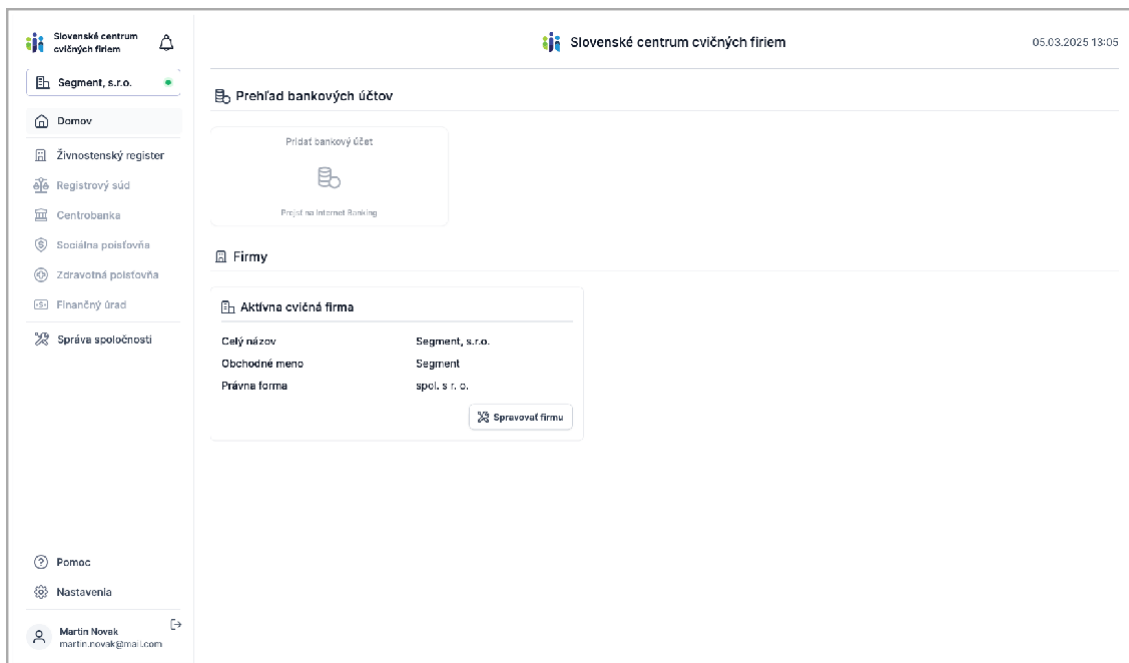 Slovenské centrum
cvičných firiem
Segment, s.r.o.
Domov
Živnostenský register
Registrový súd
Centrobanka
Sociálna poisťovňa
Zdravotná poisťovňa
Finančný úrad
Správa spoločnosti
Pomoc
Nastavenia
Martin Novak
martin.novak@mail.com
Slovenské centrum cvičných firiem
05.03.2025 13:05
Prehľad bankových účtov
Pridať bankový účet
Prejsť na Internet Banking
Firmy
Aktívna cvičná firma
Celý názov Segment, s.r.o.
Obchodné meno Segment
Právna forma spol. s r. o.
Spravovať firmu